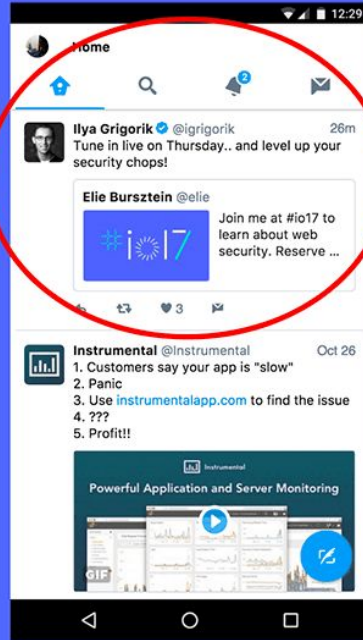 12:29
Home
2
Ilya Grigorik @igrigorik 26m
Tune in live on Thursday.. and level up your
security chops!
Elie Bursztein @elie
#io17
Join me at #io17 to
learn about web
security. Reserve ...
3
Instrumental @Instrumental Oct 26
1. Customers say your app is "slow"
2. Panic
3. Use instrumentalapp.com to find the issue
4. ???
5. Profit!!
Instrumental
Powerful Application and Server Monitoring
GIF